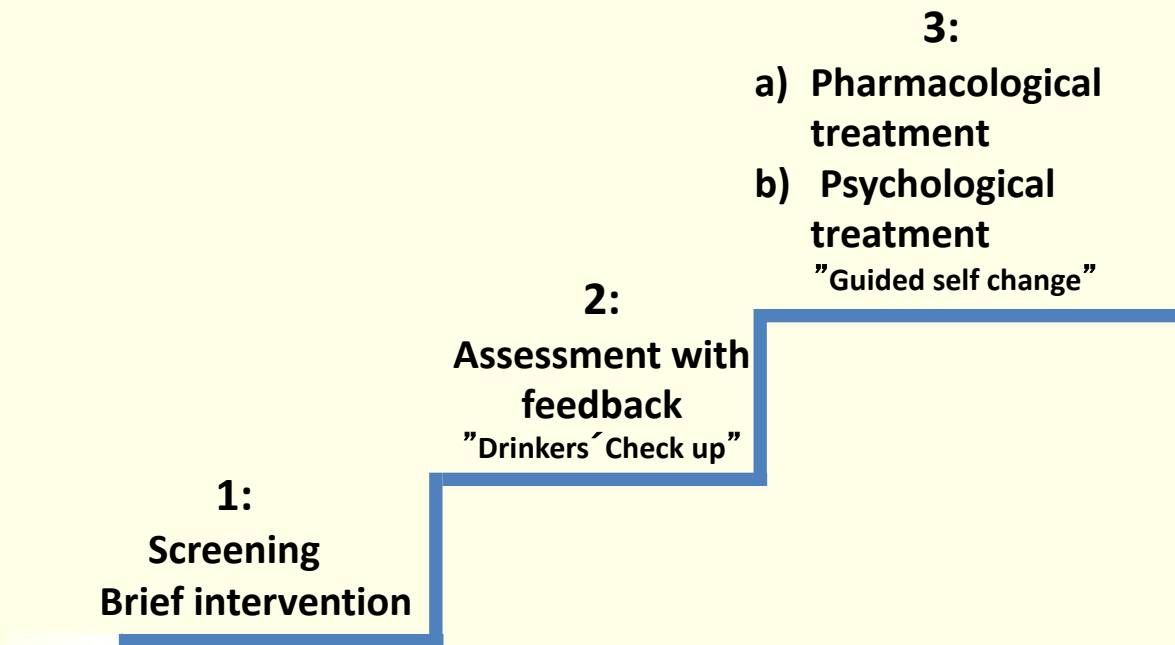 1:
Screening
Brief intervention
2:
Assessment with
feedback
”Drinkers´Check up”
3:
a) Pharmacological
treatment
b) Psychological
treatment
”Guided self change”